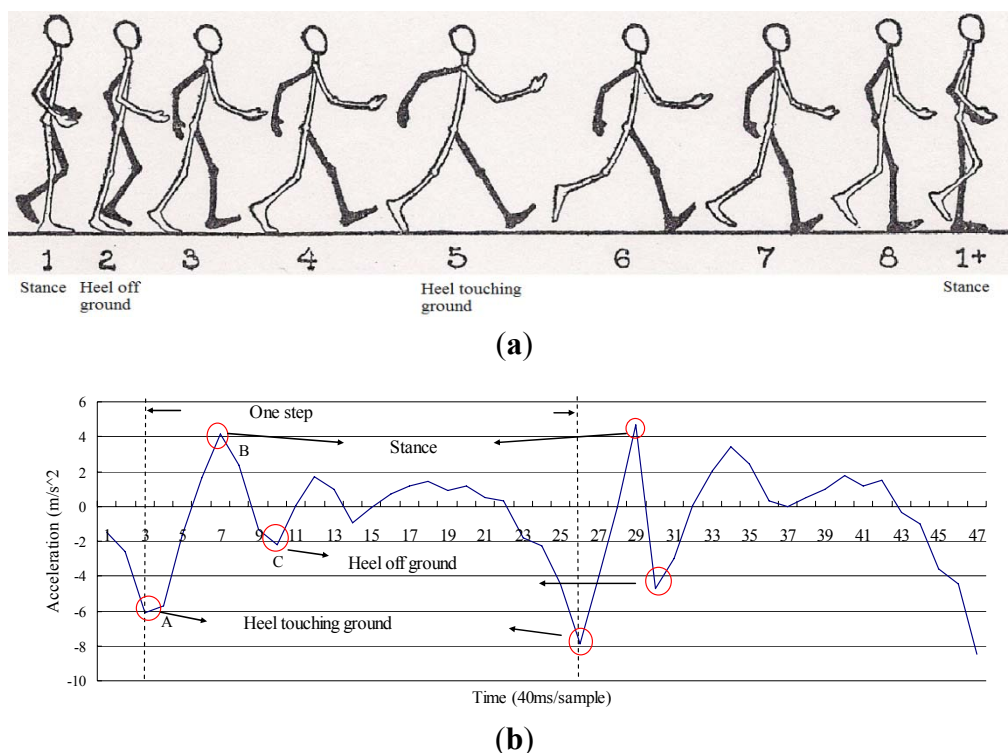 1 2 3 4 5 6 7 8 1+
Stance Heel off ground Heel touching ground Stance
(a)
6
One step
4
B
Stance
2
0
1 3 5 7 9 11 13 15 17 19 21 23 25 27 29 31 33 35 37 39 41 43 45 47
-2
C
Heel off ground
-4
-6
A
Heel touching ground
-8
-10
Acceleration (m/s^2
Time (40ms/sample)
(b)